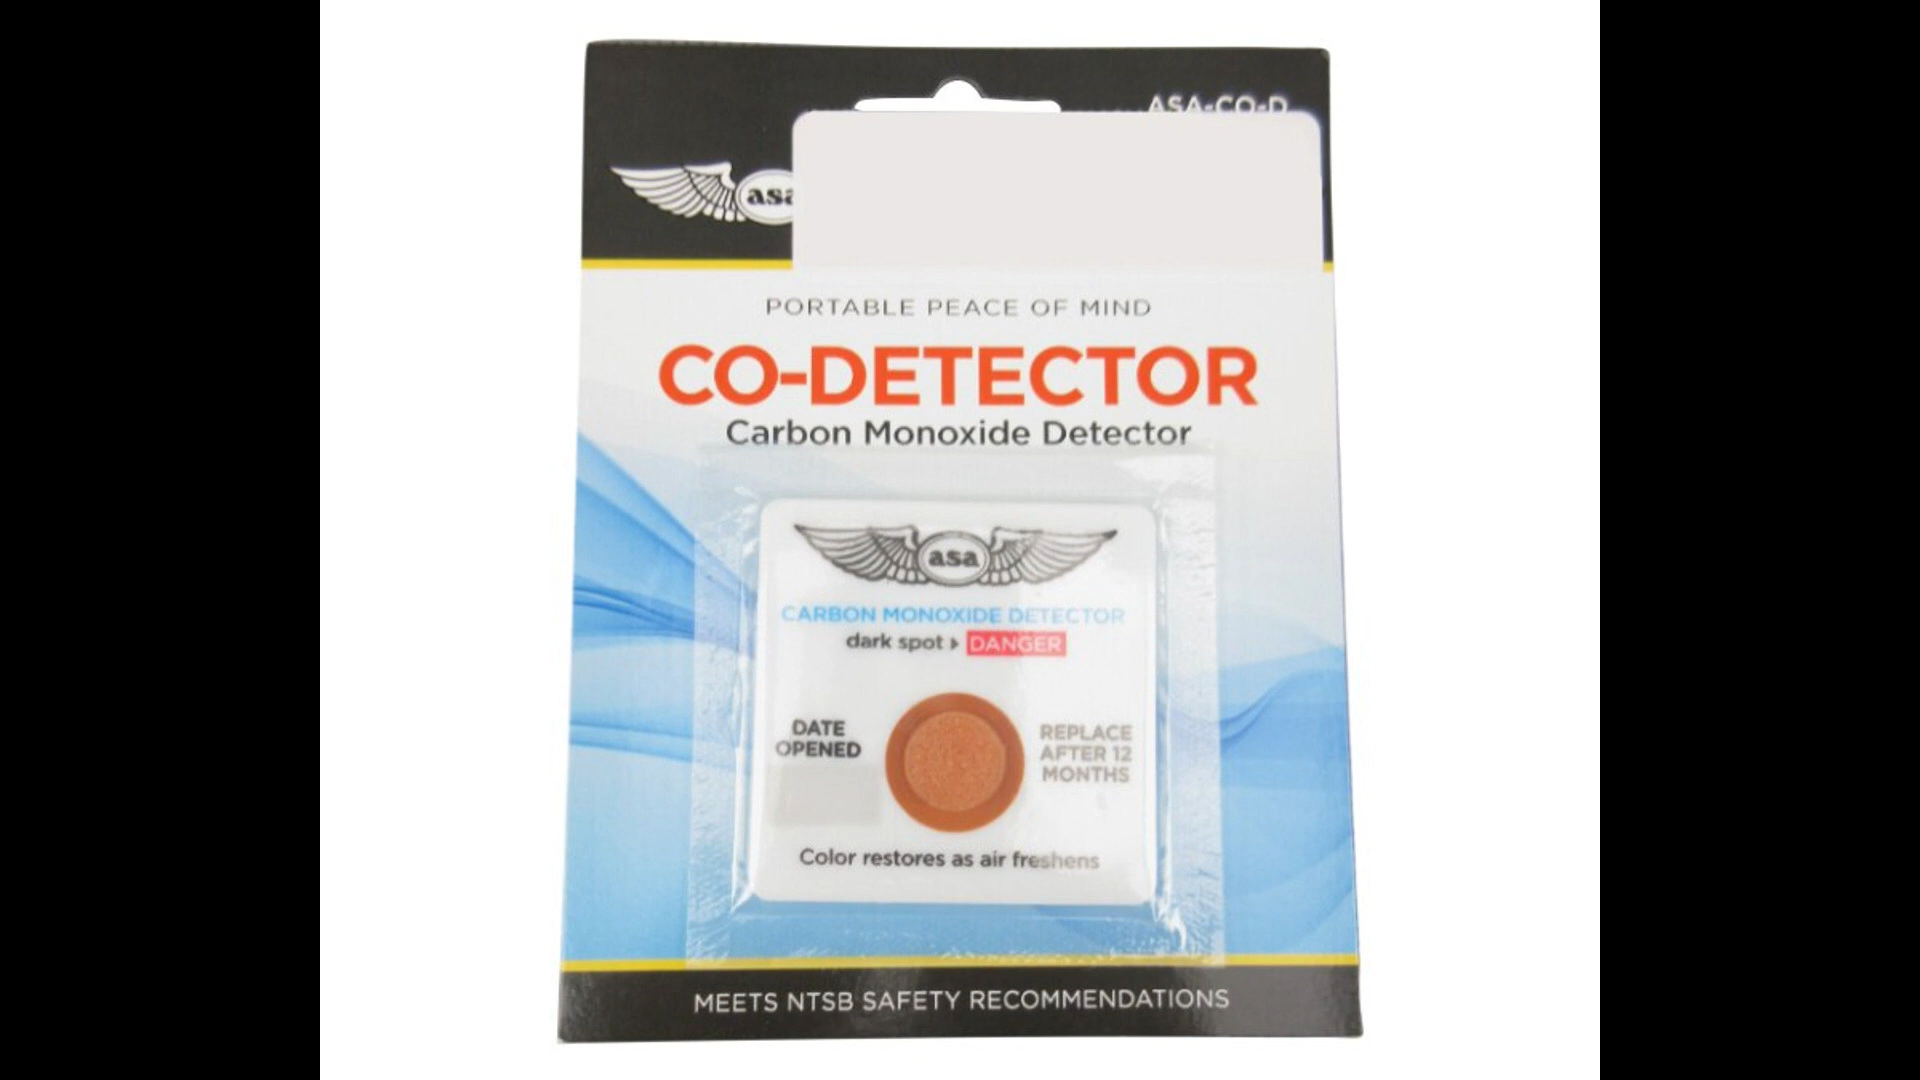 ASA-CO-D
asa
PORTABLE PEACE OF MIND
CO-DETECTOR
Carbon Monoxide Detector
asa
CARBON MONOXIDE DETECTOR
dark spot ▸ DANGER
DATE
OPENED
REPLACE
AFTER 12
MONTHS
Color restores as air freshens
MEETS NTSB SAFETY RECOMMENDATIONS